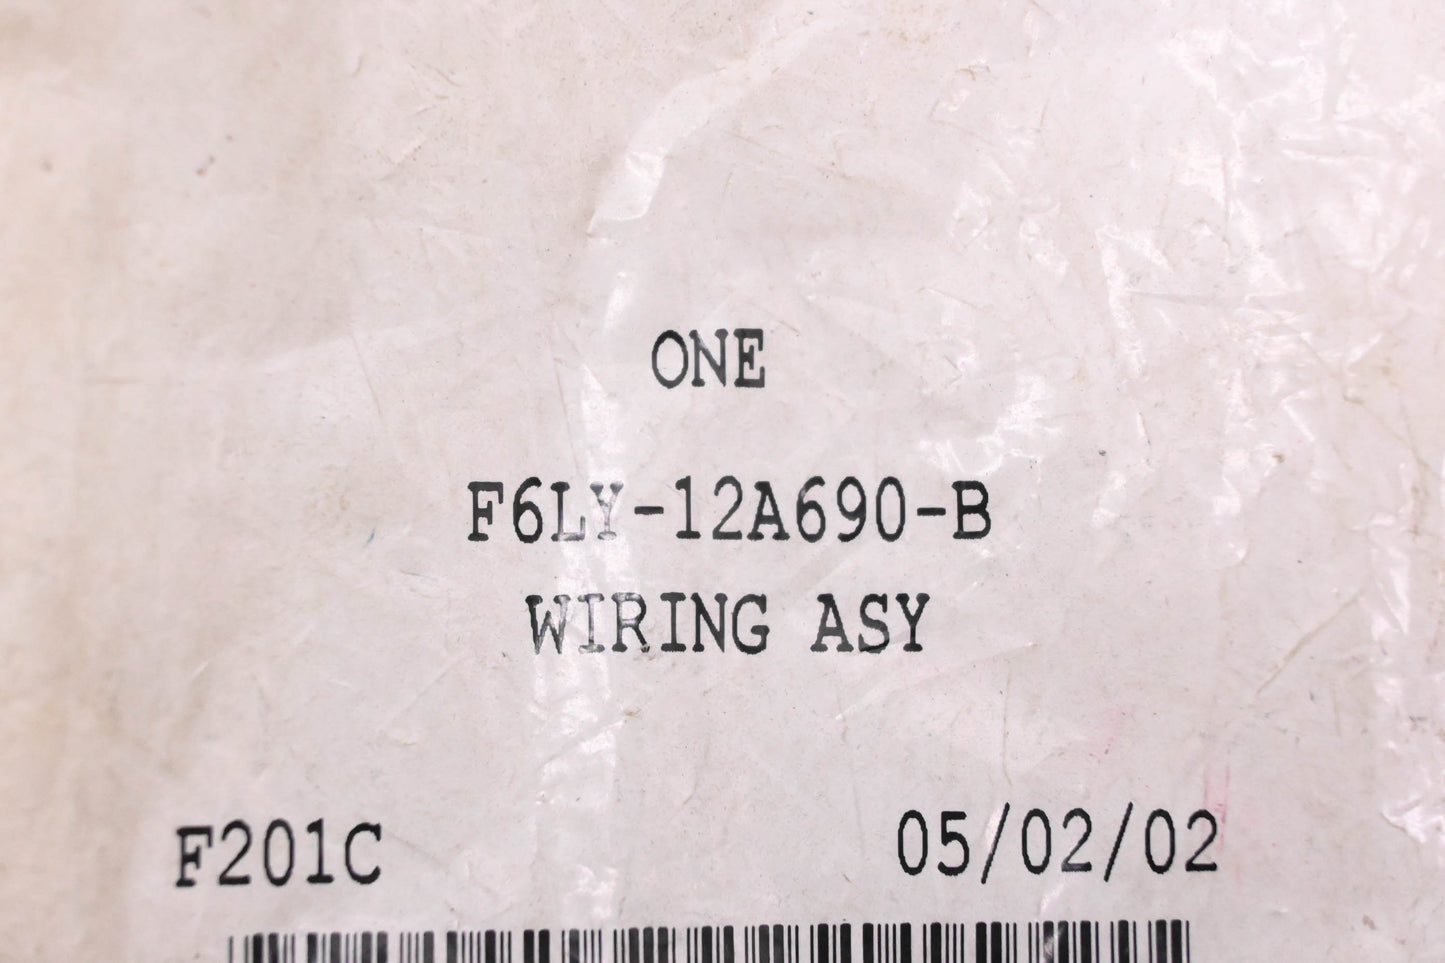 ONE
F6LY-12A690-B
WIRING ASY
F201C 05/02/02